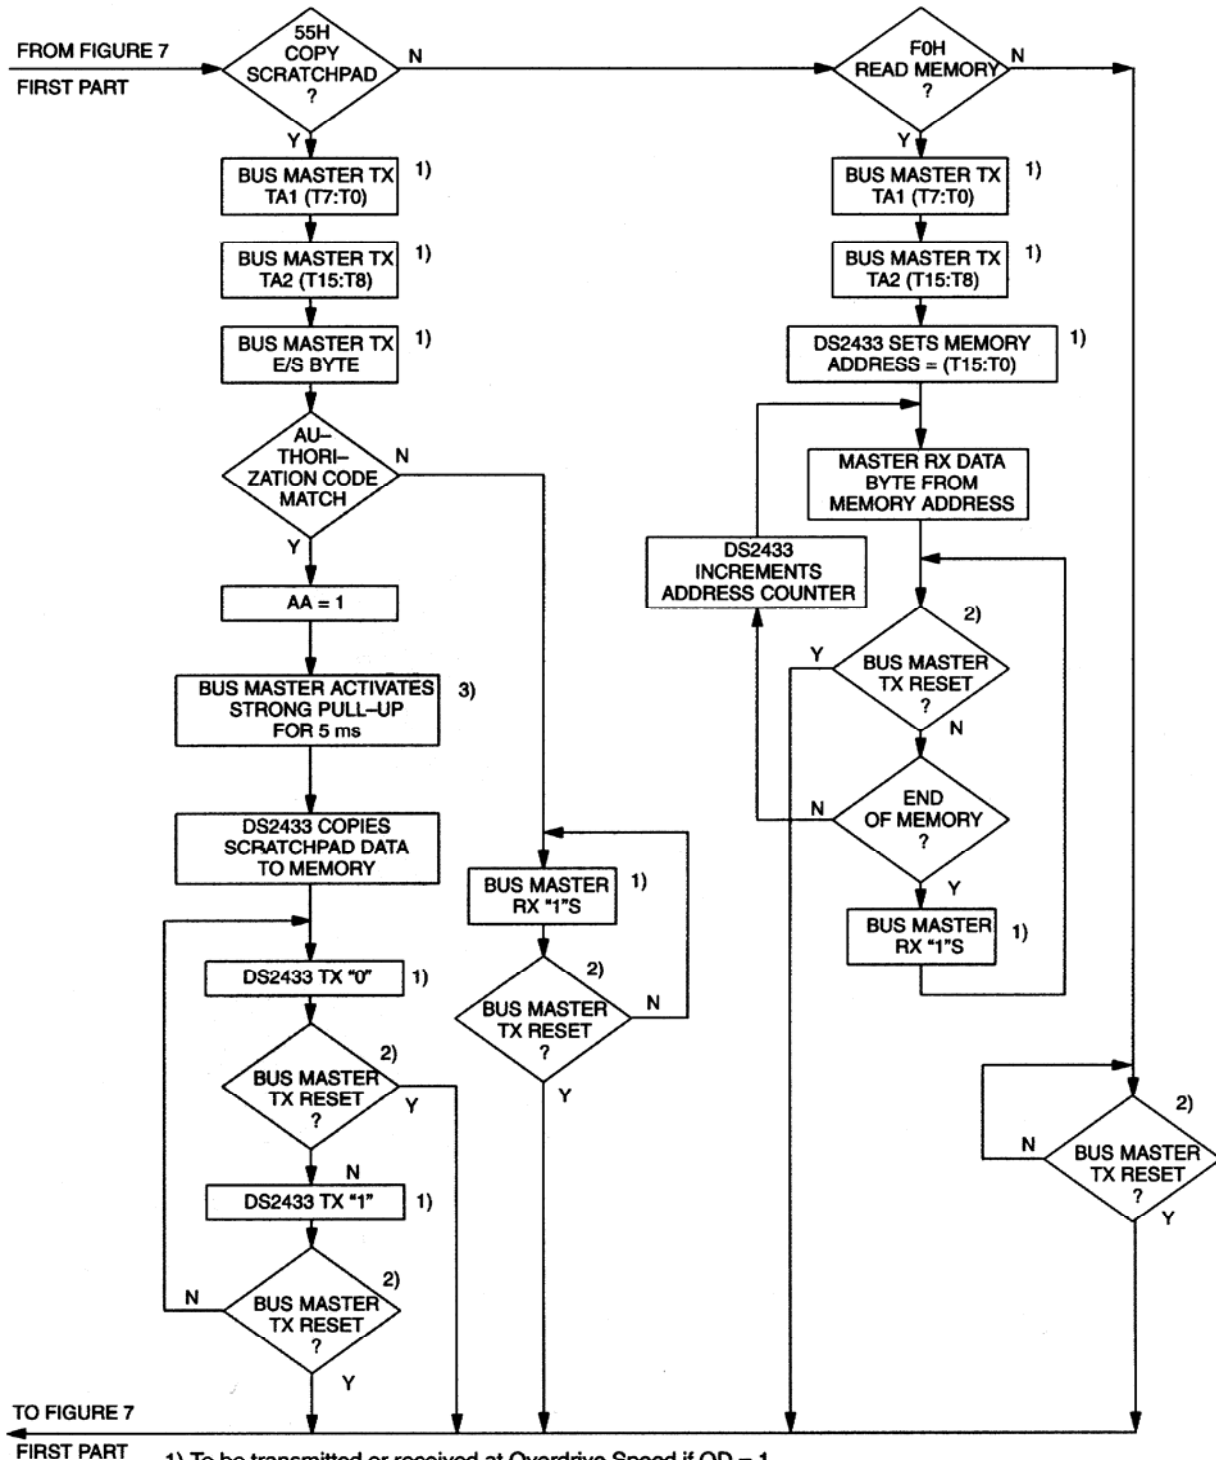 FROM FIGURE 7
FIRST PART
55H
COPY
SCRATCHPAD
?
N
Y
BUS MASTER TX
TA1 (T7:T0)
1)
BUS MASTER TX
TA2 (T15:T8)
1)
BUS MASTER TX
E/S BYTE
1)
AU–
THORI–
ZATION CODE
MATCH
N
Y
AA = 1
BUS MASTER ACTIVATES
STRONG PULL–UP
FOR 5 ms
3)
DS2433 COPIES
SCRATCHPAD DATA
TO MEMORY
DS2433 TX "0"
1)
2)
BUS MASTER
TX RESET
?
Y
N
DS2433 TX "1"
1)
2)
BUS MASTER
TX RESET
?
N
Y
BUS MASTER
RX "1"S
1)
2)
BUS MASTER
TX RESET
?
N
Y
F0H
READ MEMORY
?
N
Y
BUS MASTER TX
TA1 (T7:T0)
1)
BUS MASTER TX
TA2 (T15:T8)
1)
DS2433 SETS MEMORY
ADDRESS = (T15:T0)
1)
MASTER RX DATA
BYTE FROM
MEMORY ADDRESS
DS2433
INCREMENTS
ADDRESS COUNTER
2)
BUS MASTER
TX RESET
?
Y
N
END
OF MEMORY
?
N
Y
BUS MASTER
RX "1"S
1)
2)
BUS MASTER
TX RESET
?
N
Y
TO FIGURE 7
FIRST PART
1) To be transmitted or received at Overdrive Speed if OD = 1